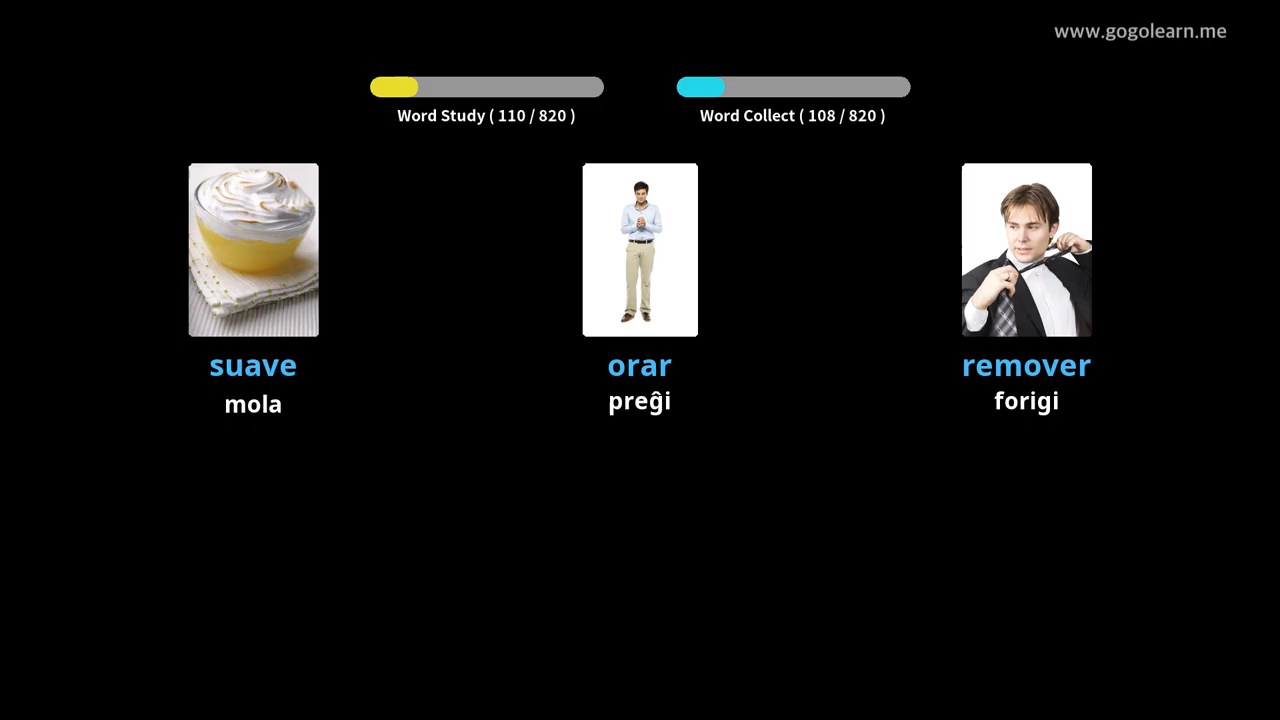 www.gogolearn.me
Word Study ( 110 / 820 )
Word Collect ( 108 / 820 )
suave
mola
orar
preĝi
remover
forigi